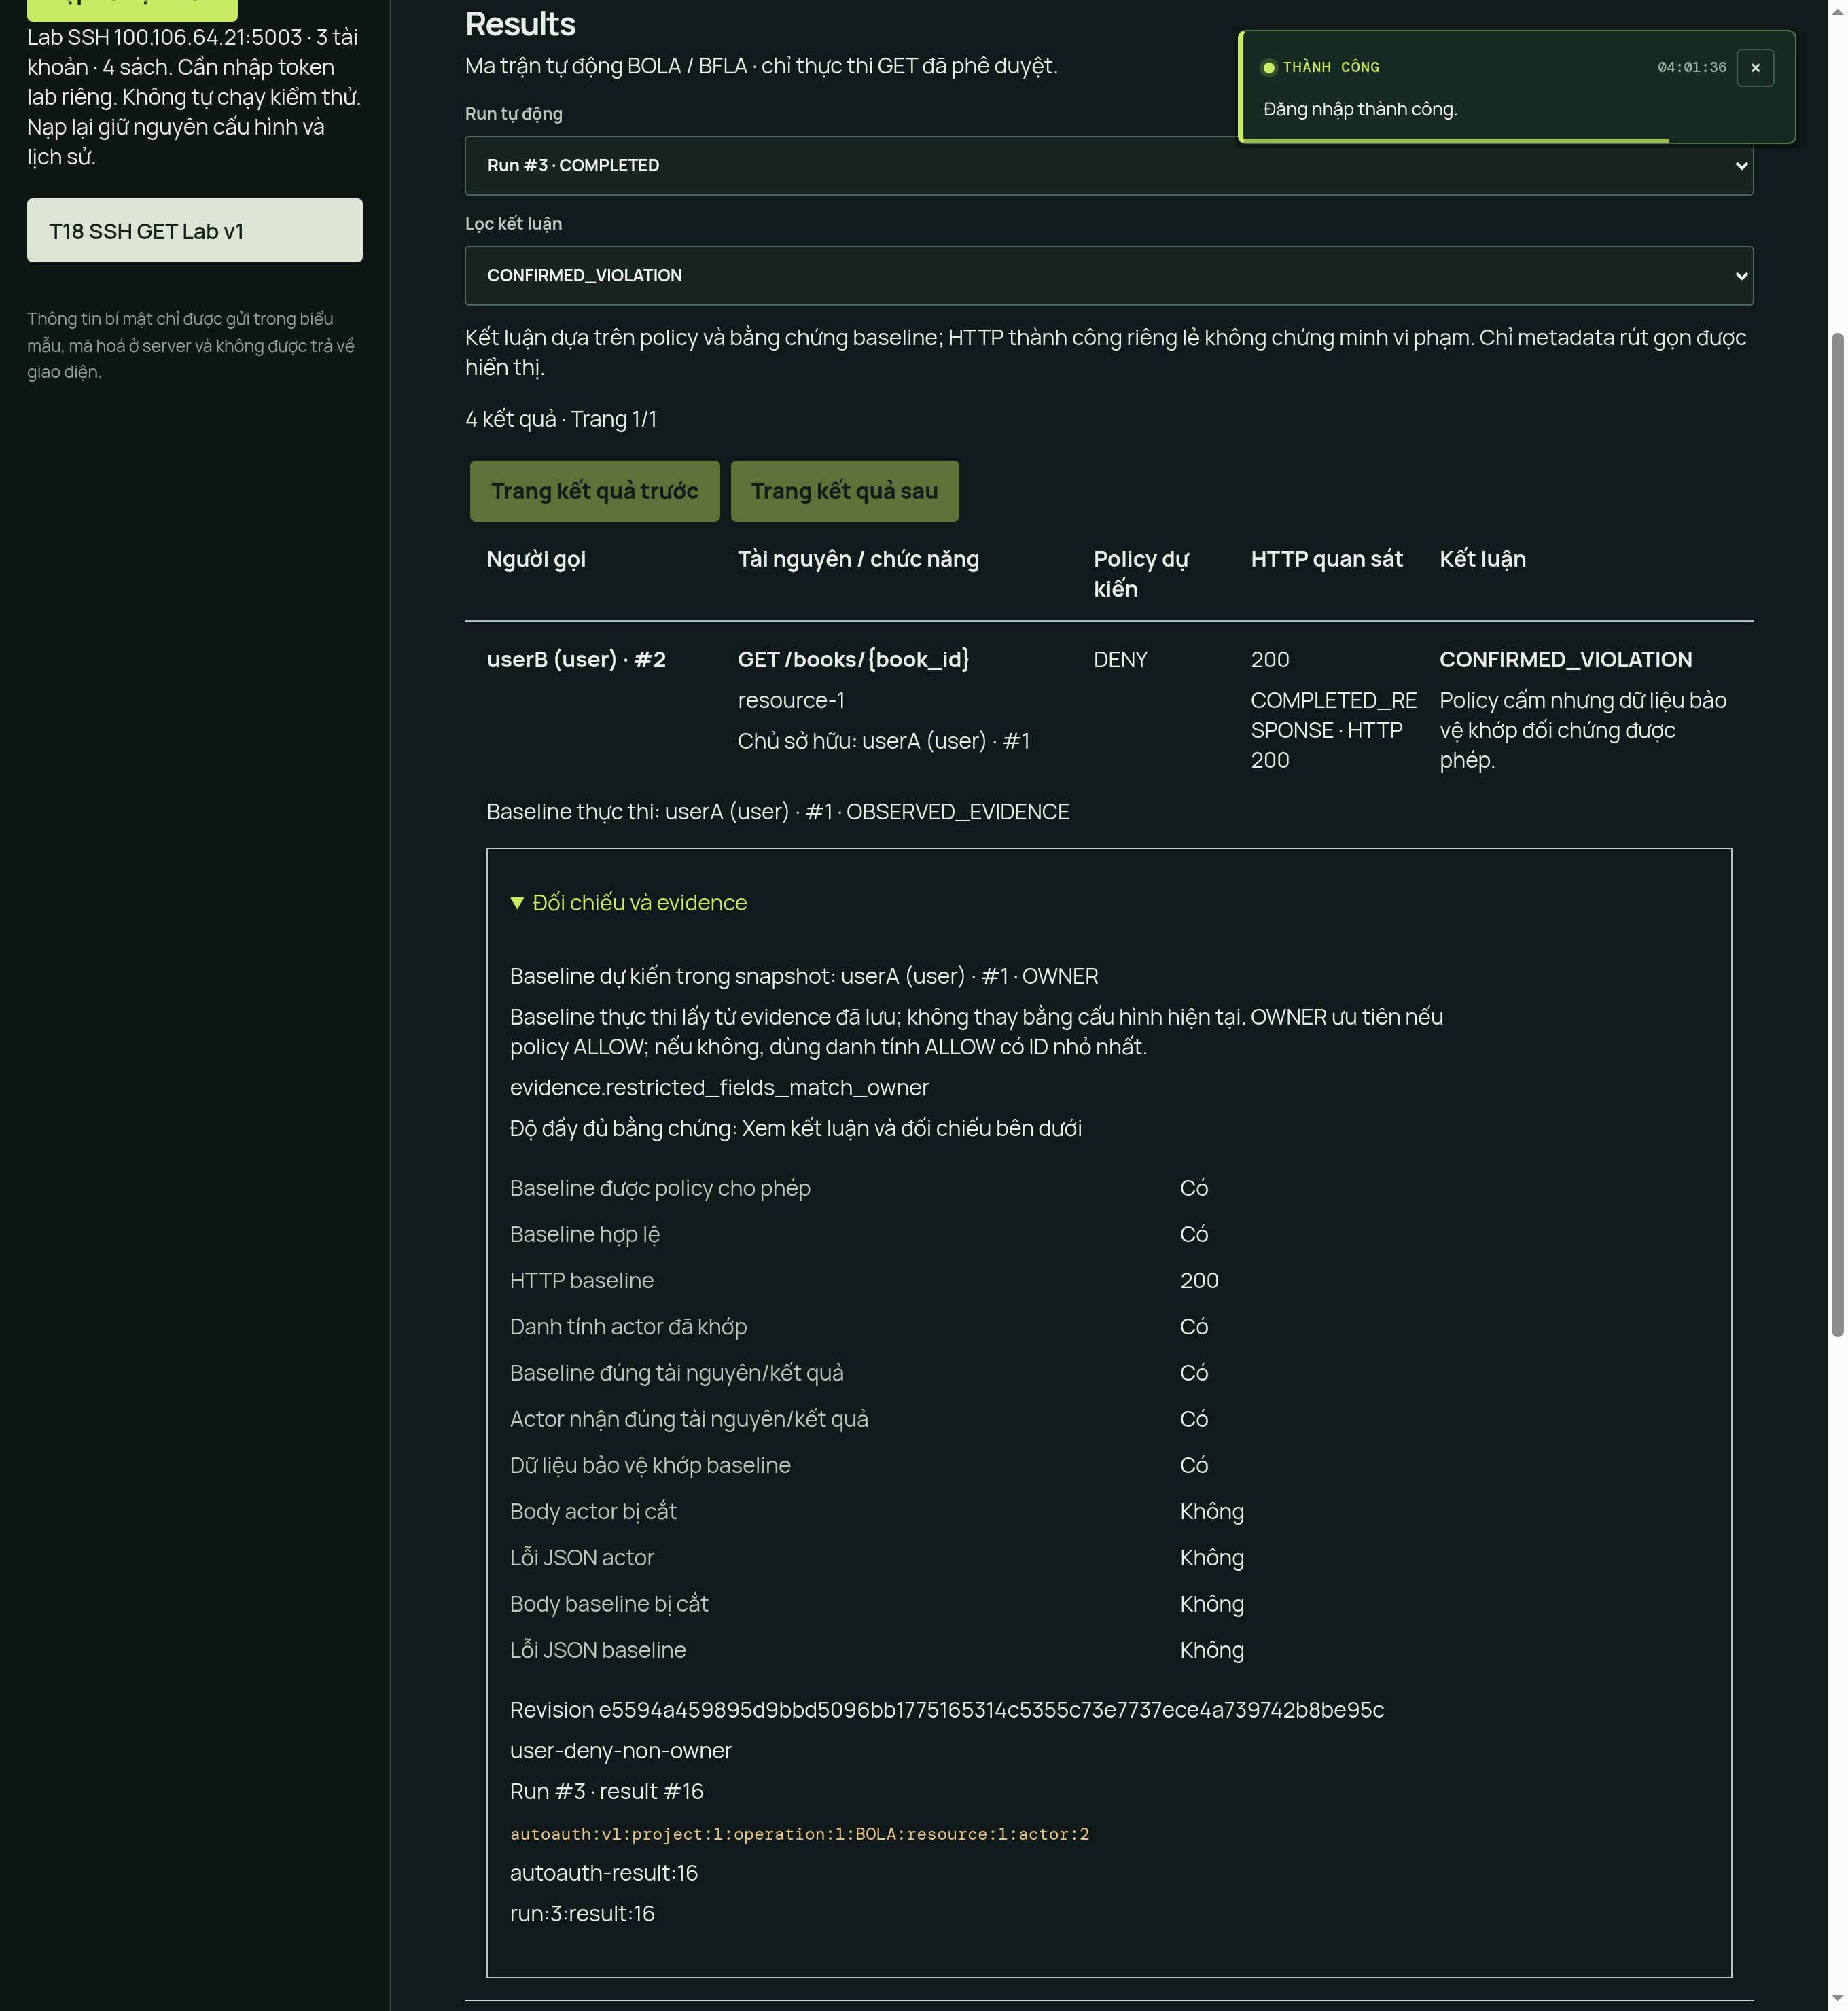 Lab SSH 100.106.64.21:5003 · 3 tài
khoản · 4 sách. Cần nhập token
lab riêng. Không tự chạy kiểm thử.
Nạp lại giữ nguyên cấu hình và
lịch sử.
T18 SSH GET Lab v1
Thông tin bí mật chỉ được gửi trong biểu
mẫu, mã hoá ở server và không được trả về
giao diện.
Results
Ma trận tự động BOLA / BFLA · chỉ thực thi GET đã phê duyệt.
THÀNH CÔNG 04:01:36 ×
Đăng nhập thành công.
Run tự động
Run #3 · COMPLETED
Lọc kết luận
CONFIRMED_VIOLATION
Kết luận dựa trên policy và bằng chứng baseline; HTTP thành công riêng lẻ không chứng minh vi phạm. Chỉ metadata rút gọn được
hiển thị.
4 kết quả · Trang 1/1
Trang kết quả trước Trang kết quả sau
Người gọi Tài nguyên / chức năng Policy dự HTTP quan sát Kết luận
kiến
userB (user) · #2 GET /books/{book_id} DENY 200 CONFIRMED_VIOLATION
resource-1 COMPLETED_RE Policy cấm nhưng dữ liệu bảo
Chủ sở hữu: userA (user) · #1 SPONSE · HTTP vệ khớp đối chứng được
200 phép.
Baseline thực thi: userA (user) · #1 · OBSERVED_EVIDENCE
▼ Đối chiếu và evidence
Baseline dự kiến trong snapshot: userA (user) · #1 · OWNER
Baseline thực thi lấy từ evidence đã lưu; không thay bằng cấu hình hiện tại. OWNER ưu tiên nếu
policy ALLOW; nếu không, dùng danh tính ALLOW có ID nhỏ nhất.
evidence.restricted_fields_match_owner
Độ đầy đủ bằng chứng: Xem kết luận và đối chiếu bên dưới
Baseline được policy cho phép Có
Baseline hợp lệ Có
HTTP baseline 200
Danh tính actor đã khớp Có
Baseline đúng tài nguyên/kết quả Có
Actor nhận đúng tài nguyên/kết quả Có
Dữ liệu bảo vệ khớp baseline Có
Body actor bị cắt Không
Lỗi JSON actor Không
Body baseline bị cắt Không
Lỗi JSON baseline Không
Revision e5594a459895d9bbd5096bb1775165314c5355c73e7737ece4a739742b8be95c
user-deny-non-owner
Run #3 · result #16
autoauth:v1:project:1:operation:1:BOLA:resource:1:actor:2
autoauth-result:16
run:3:result:16